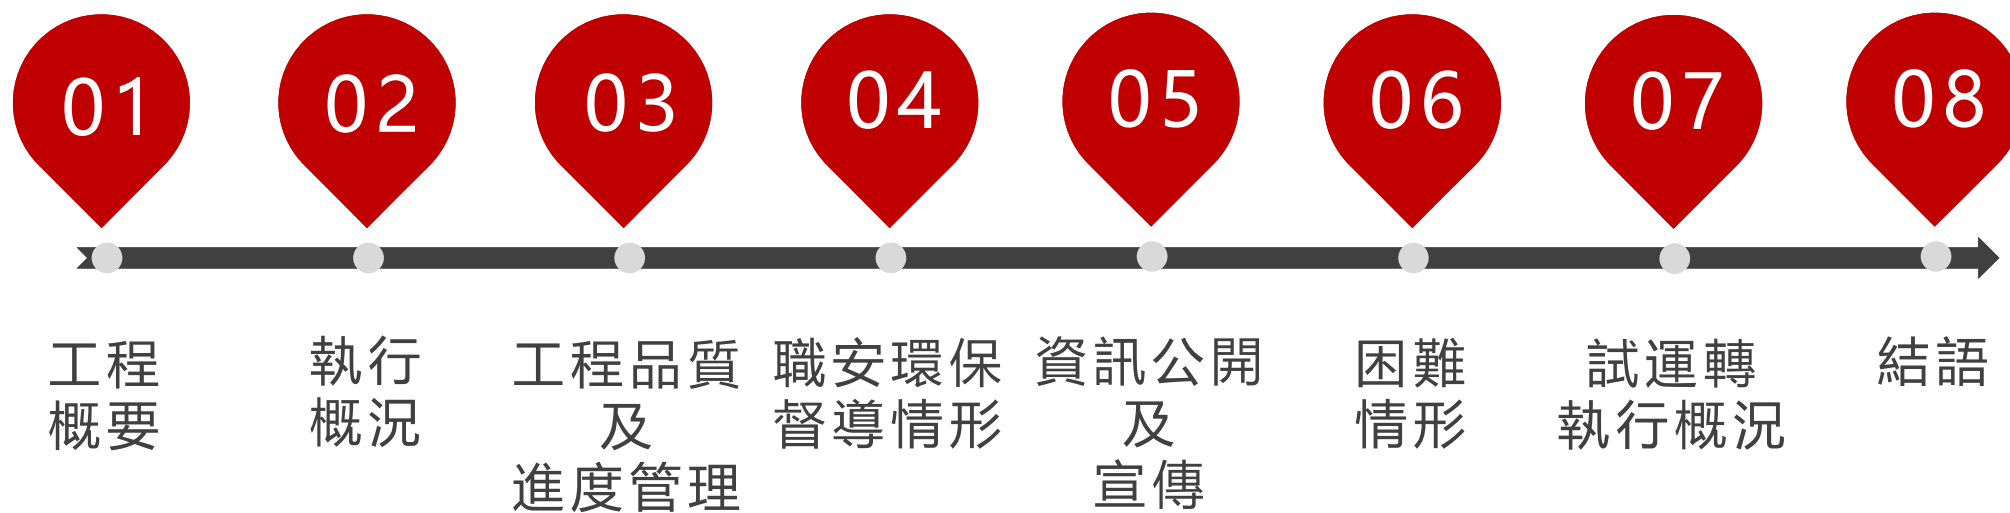 01
02
03
04
05
06
07
08
工程
概要
執行
概況
工程品質
及
進度管理
職安環保
督導情形
資訊公開
及
宣傳
困難
情形
試運轉
執行概況
結語